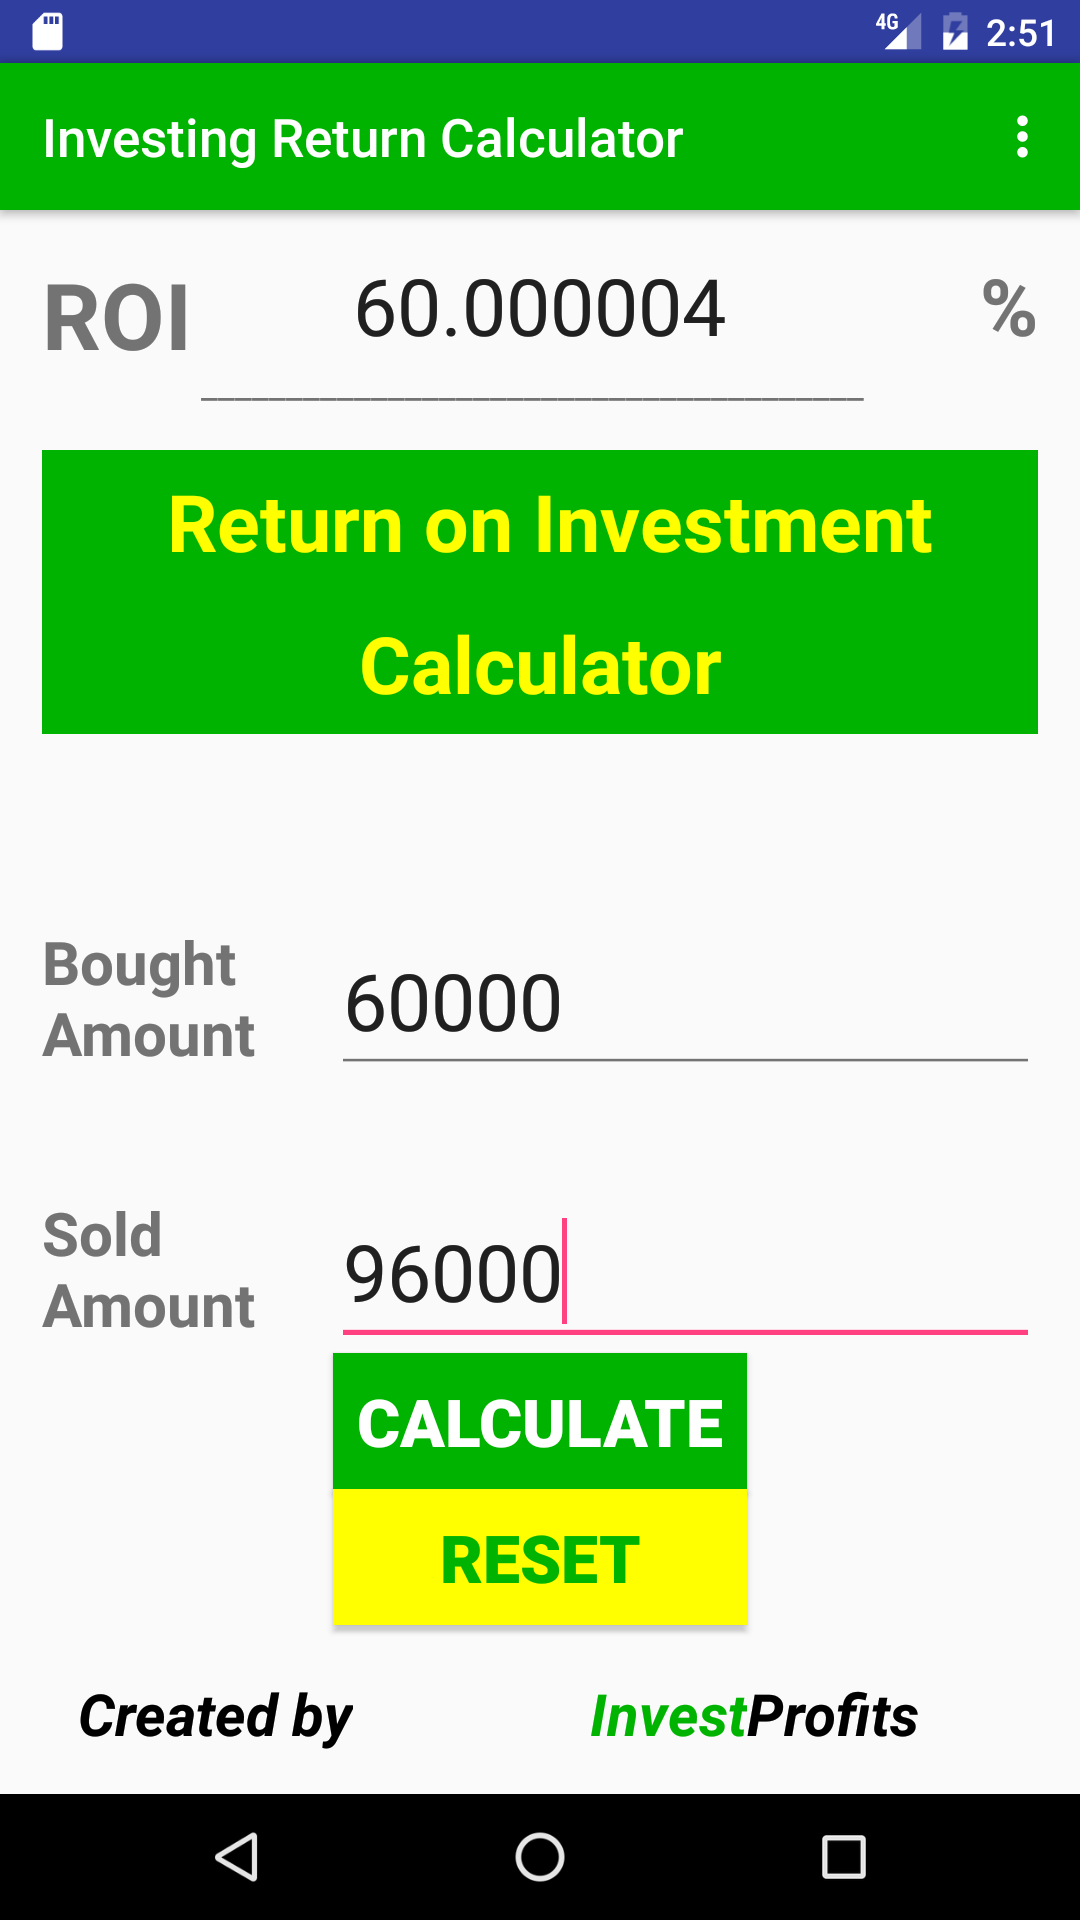 4G 2:51
Investing Return Calculator
ROI 60.000004 %
Return on Investment
Calculator
Bought
Amount
60000
Sold
Amount
96000
CALCULATE
RESET
Created by InvestProfits